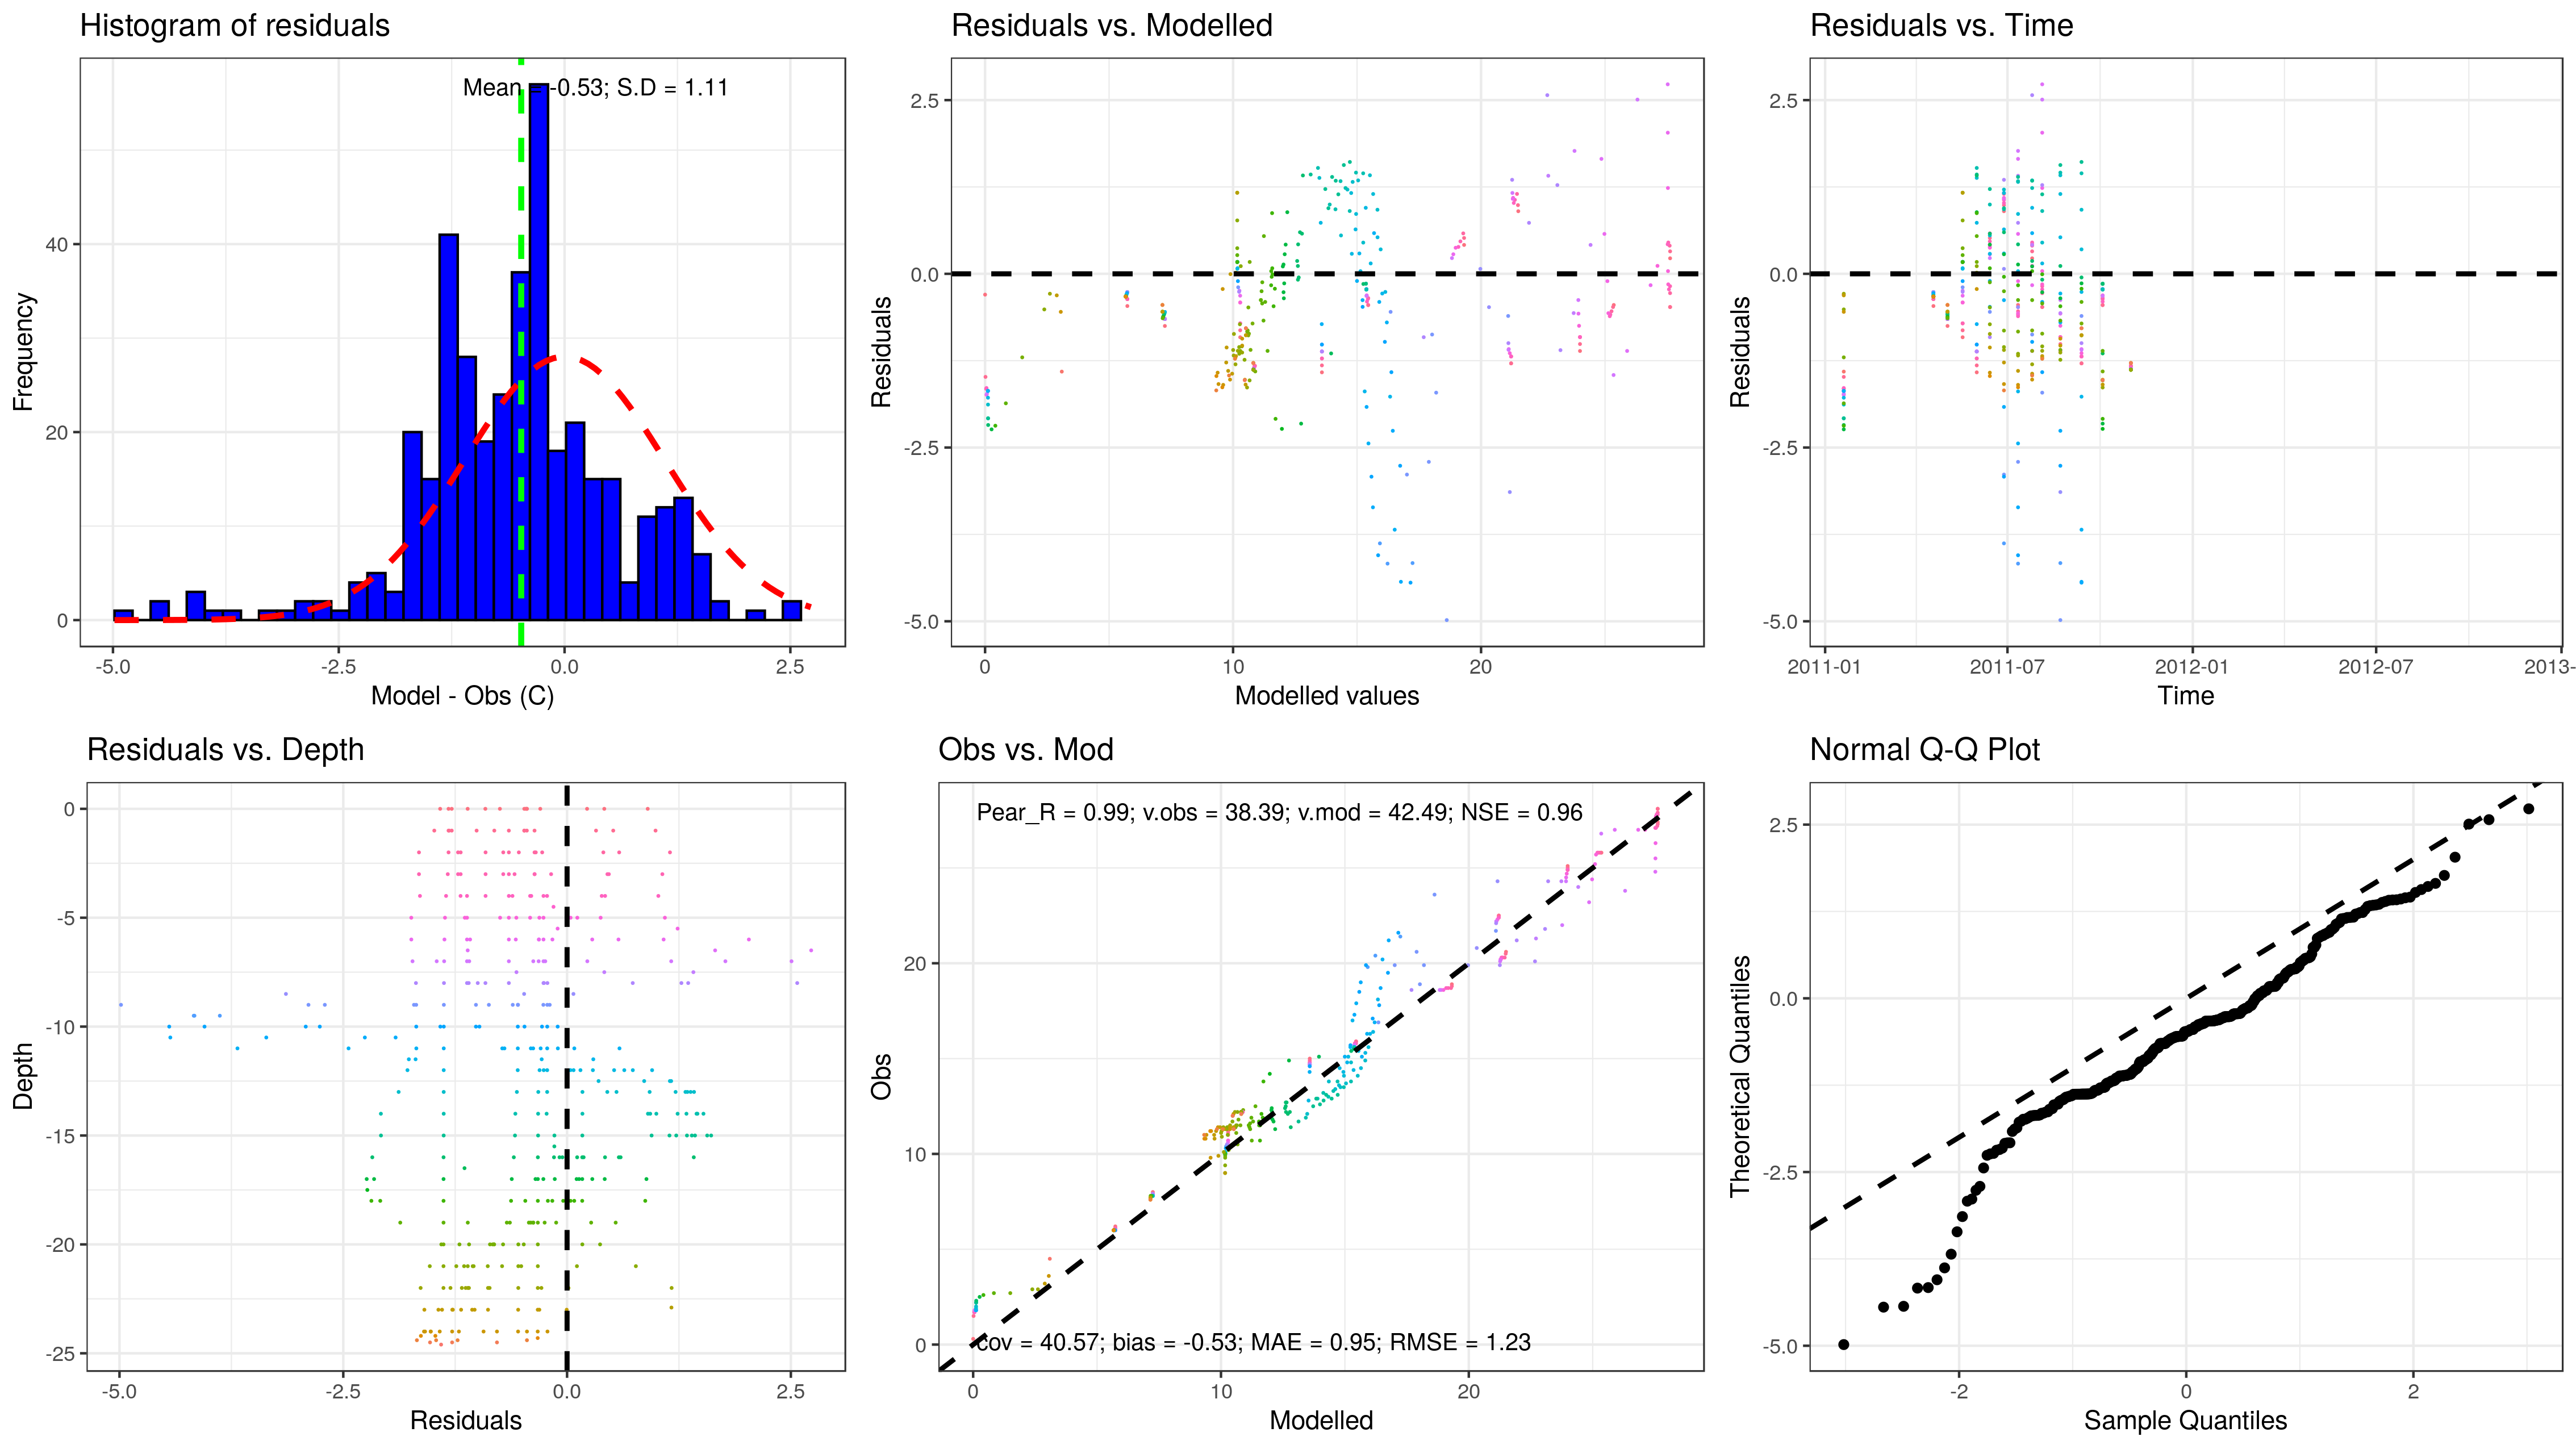 Histogram of residuals
Mean = -0.53; S.D = 1.11
Frequency
40
20
0
-5.0 -2.5 0.0 2.5
Model - Obs (C)
Residuals vs. Modelled
Residuals
2.5
0.0
-2.5
-5.0
0 10 20
Modelled values
Residuals vs. Time
Residuals
2.5
0.0
-2.5
-5.0
2011-01 2011-07 2012-01 2012-07 2013-
Time
Residuals vs. Depth
Depth
0
-5
-10
-15
-20
-25
-5.0 -2.5 0.0 2.5
Residuals
Obs vs. Mod
Pear_R = 0.99; v.obs = 38.39; v.mod = 42.49; NSE = 0.96
Obs
20
10
0
cov = 40.57; bias = -0.53; MAE = 0.95; RMSE = 1.23
0 10 20
Modelled
Normal Q-Q Plot
Theoretical Quantiles
2.5
0.0
-2.5
-5.0
-2 0 2
Sample Quantiles